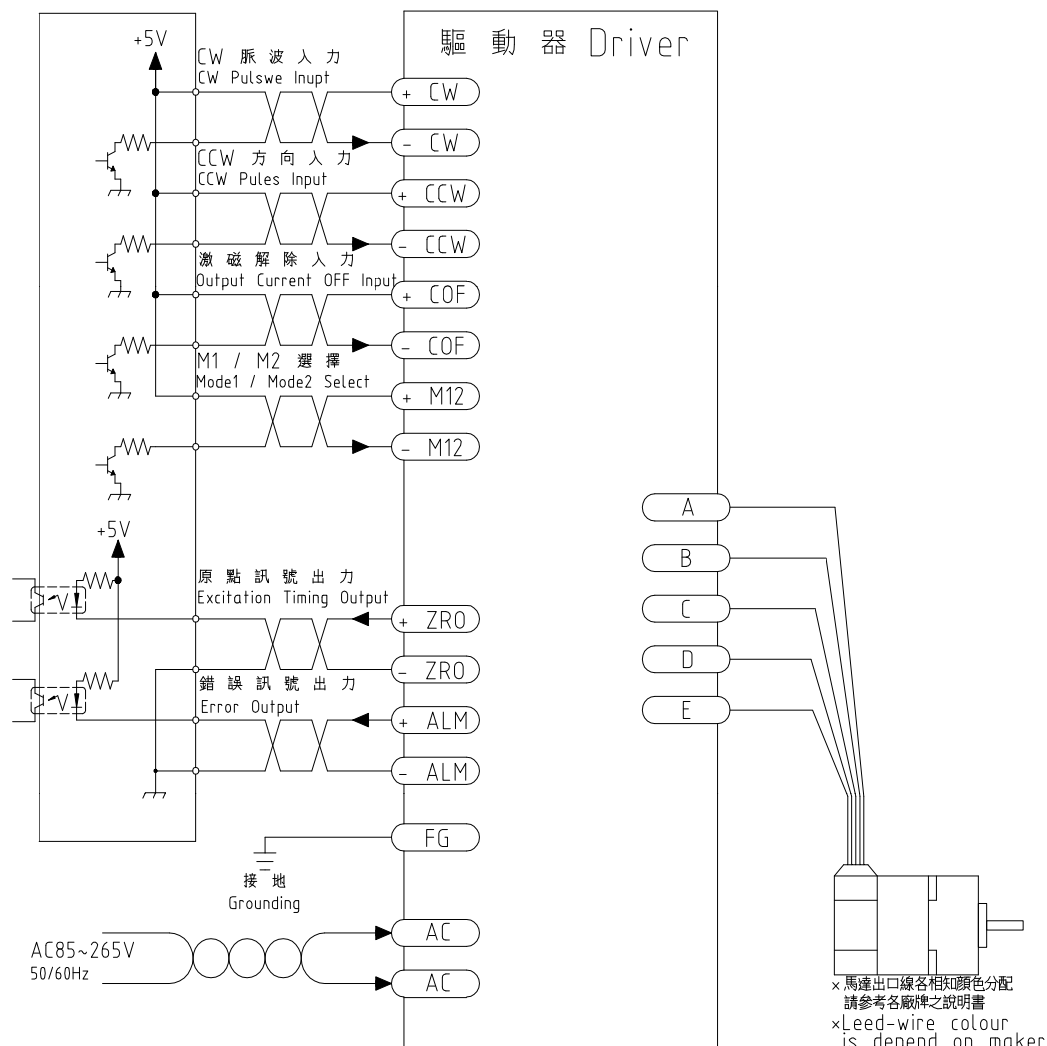 驅 動 器 Driver
+5V
CW 脈 波 入 力
CW Pulswe Inupt
+ CW
- CW
CCW 方 向 入 力
CCW Pules Input
+ CCW
- CCW
激 磁 解 除 入 力
Output Current OFF Input
+ COF
- COF
M1 / M2 選 擇
Mode1 / Mode2 Select
+ M12
- M12
A
B
C
D
E
+5V
原 點 訊 號 出 力
Excitation Timing Output
+ ZRO
- ZRO
錯 誤 訊 號 出 力
Error Output
+ ALM
- ALM
FG
接 地
Grounding
AC85~265V
50/60Hz
AC
AC
× 馬達出口線各相知顏色分配
請參考各廠牌之說明書
×Leed-wire colour
is depend on maker